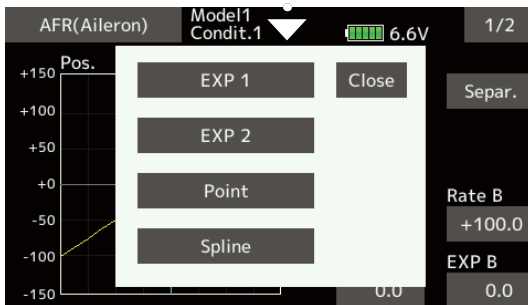 AFR(Aileron)
Model1
Condit.1
6.6V
1/2
Pos.
+150
+100
+50
+0
-50
-100
-150
EXP 1
EXP 2
Point
Spline
Close
Separ.
Rate B
+100.0
EXP B
0.0
0.0